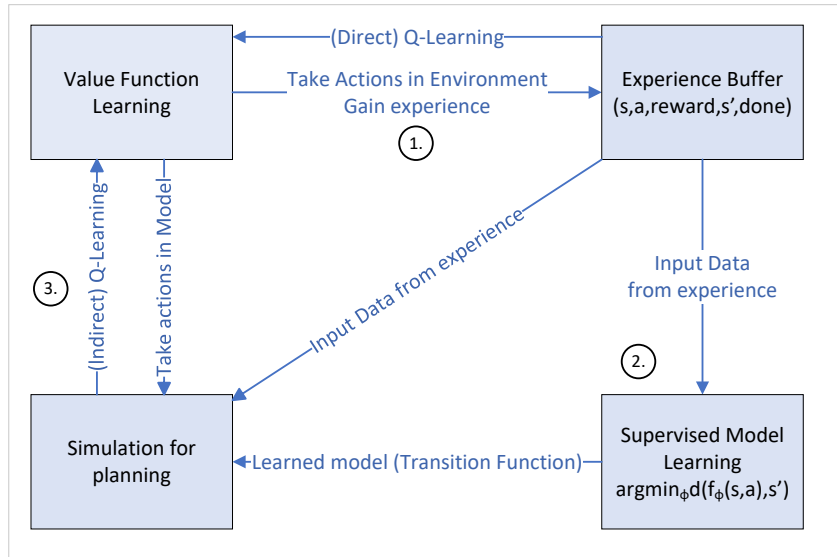 (Direct) Q-Learning
Value Function
Learning
Take Actions in Environment
Gain experience
Experience Buffer
(s,a,reward,s’,done)
1.
(Indirect) Q-Learning
Take actions in Model
3.
Input Data from experience
Input Data
from experience
2.
Simulation for
planning
Learned model (Transition Function)
Supervised Model
Learning
argminϕd(fϕ(s,a),s’)